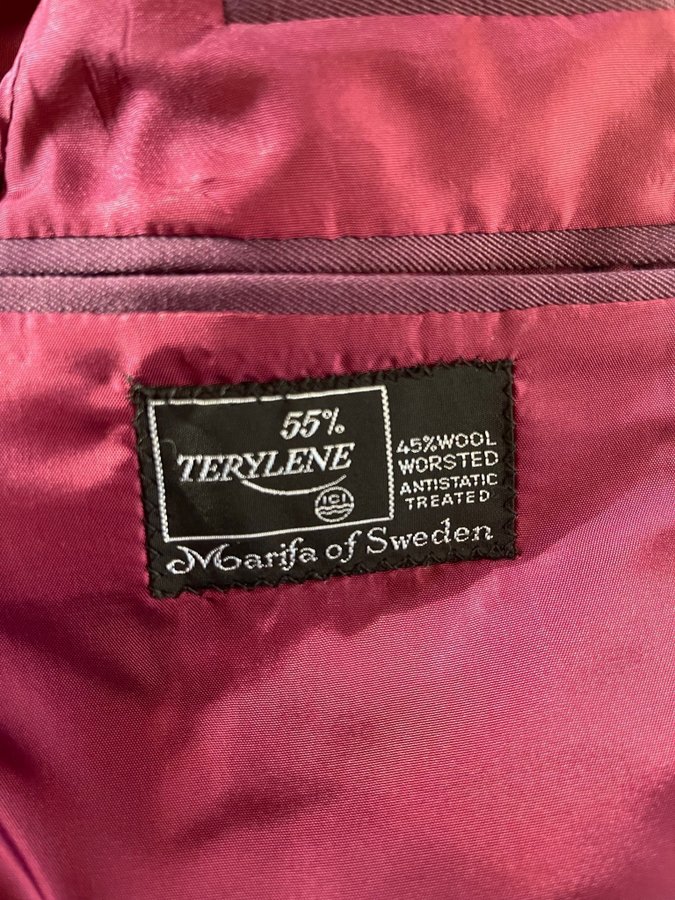 55%
TERYLENE
ICI
45%WOOL
WORSTED
ANTISTATIC
TREATED
Marifa of Sweden